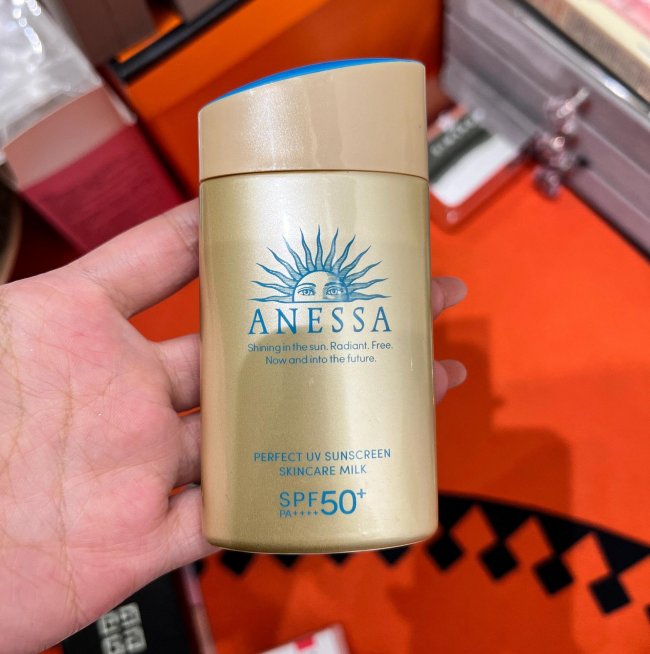 ANESSA
Shining in the sun. Radiant. Free.
Now and into the future.
PERFECT UV SUNSCREEN
SKINCARE MILK
SPF50+
PA++++